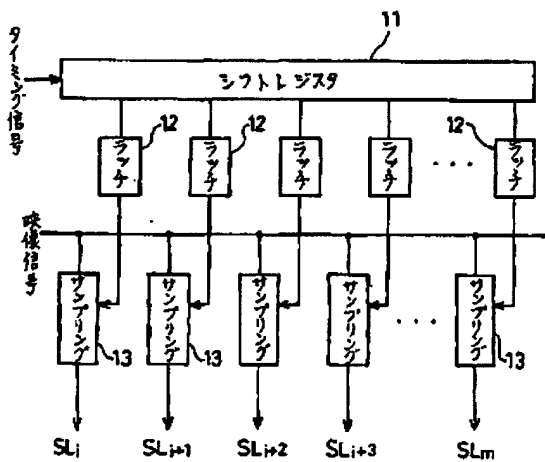 11
タイミング信号
シフトレジスタ
12
12
12
ラッチ
ラッチ
ラッチ
ラッチ
...
ラッチ
映像信号
サンプリング
サンプリング
サンプリング
サンプリング
...
サンプリング
13
13
13
SLi
SLi+1
SLi+2
SLi+3
SLm